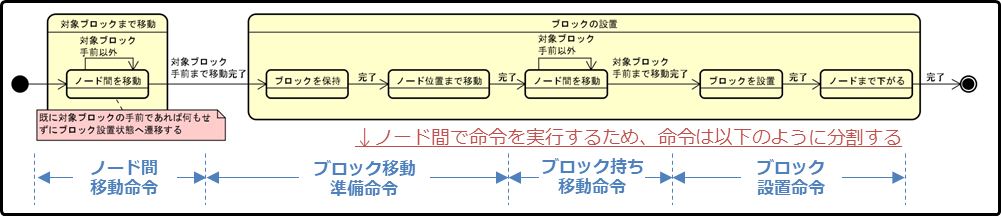 対象ブロックまで移動
対象ブロック
手前以外
ノード間を移動
既に対象ブロックの手前であれば何もせ
ずにブロック設置状態へ遷移する
対象ブロック
手前まで移動完了
ブロックの設置
ブロックを保持
完了
ノード位置まで移動
完了
対象ブロック
手前以外
ノード間を移動
対象ブロック
手前まで移動完了
ブロックを設置
完了
ノードまで下がる
完了
↓ノード間で命令を実行するため、命令は以下のように分割する
ノード間
移動命令
ブロック移動
準備命令
ブロック持ち
移動命令
ブロック
設置命令